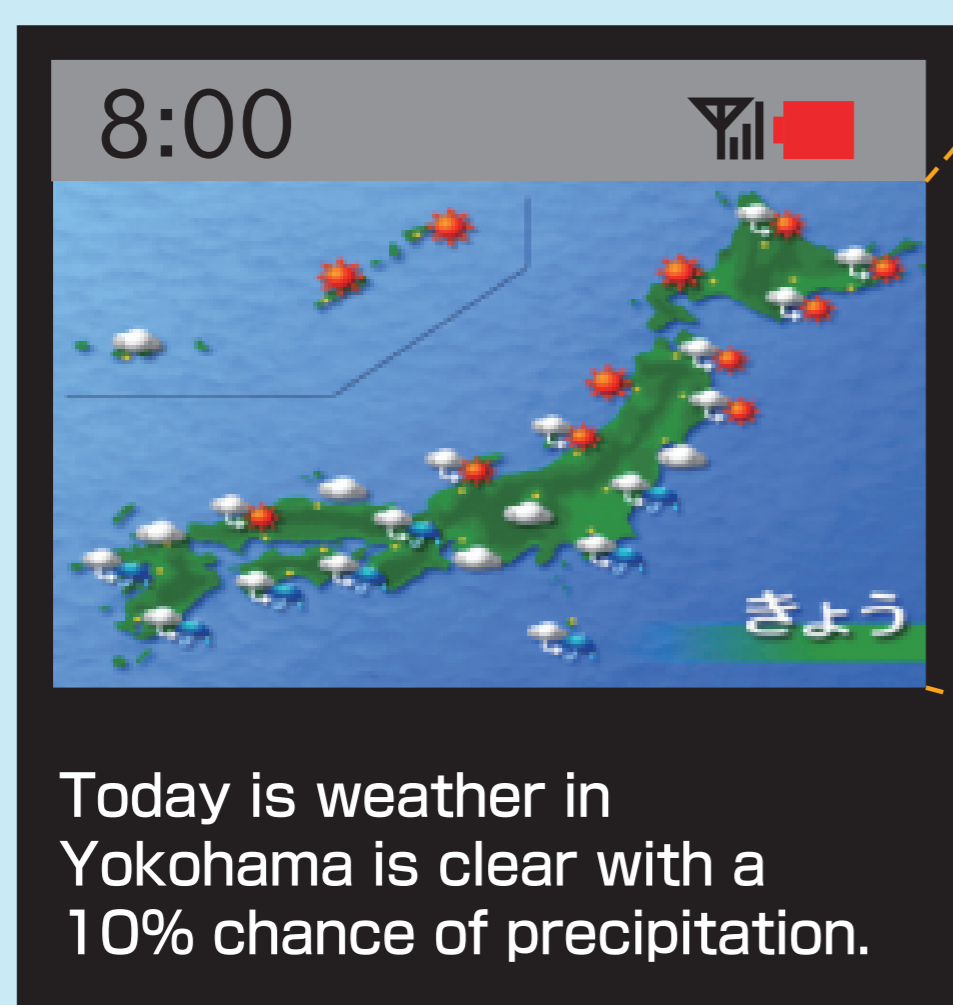 8:00
きょう
Today is weather in
Yokohama is clear with a
10% chance of precipitation.